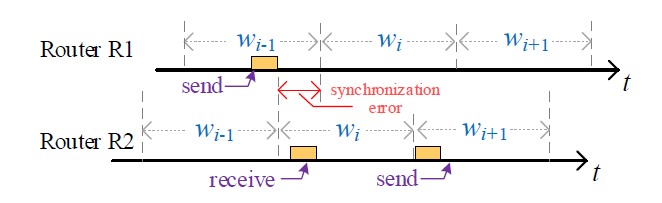 Router R1
w_{i-1} w_i w_{i+1}
send
t
synchronization
error
Router R2
w_{i-1} w_i w_{i+1}
receive
send
t